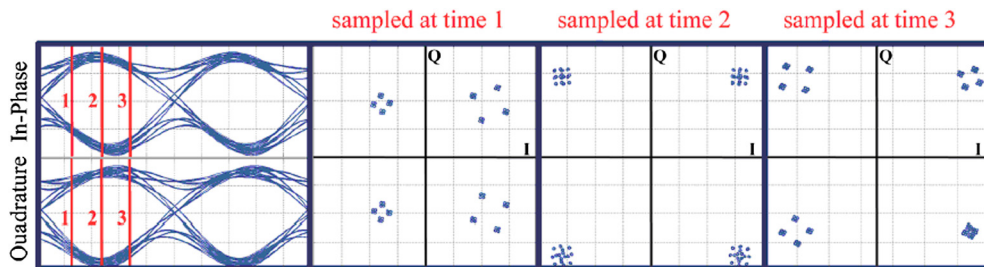 sampled at time 1
sampled at time 2
sampled at time 3
In-Phase
1 2 3
Q
Q
Q
I
I
I
Quadrature
1 2 3